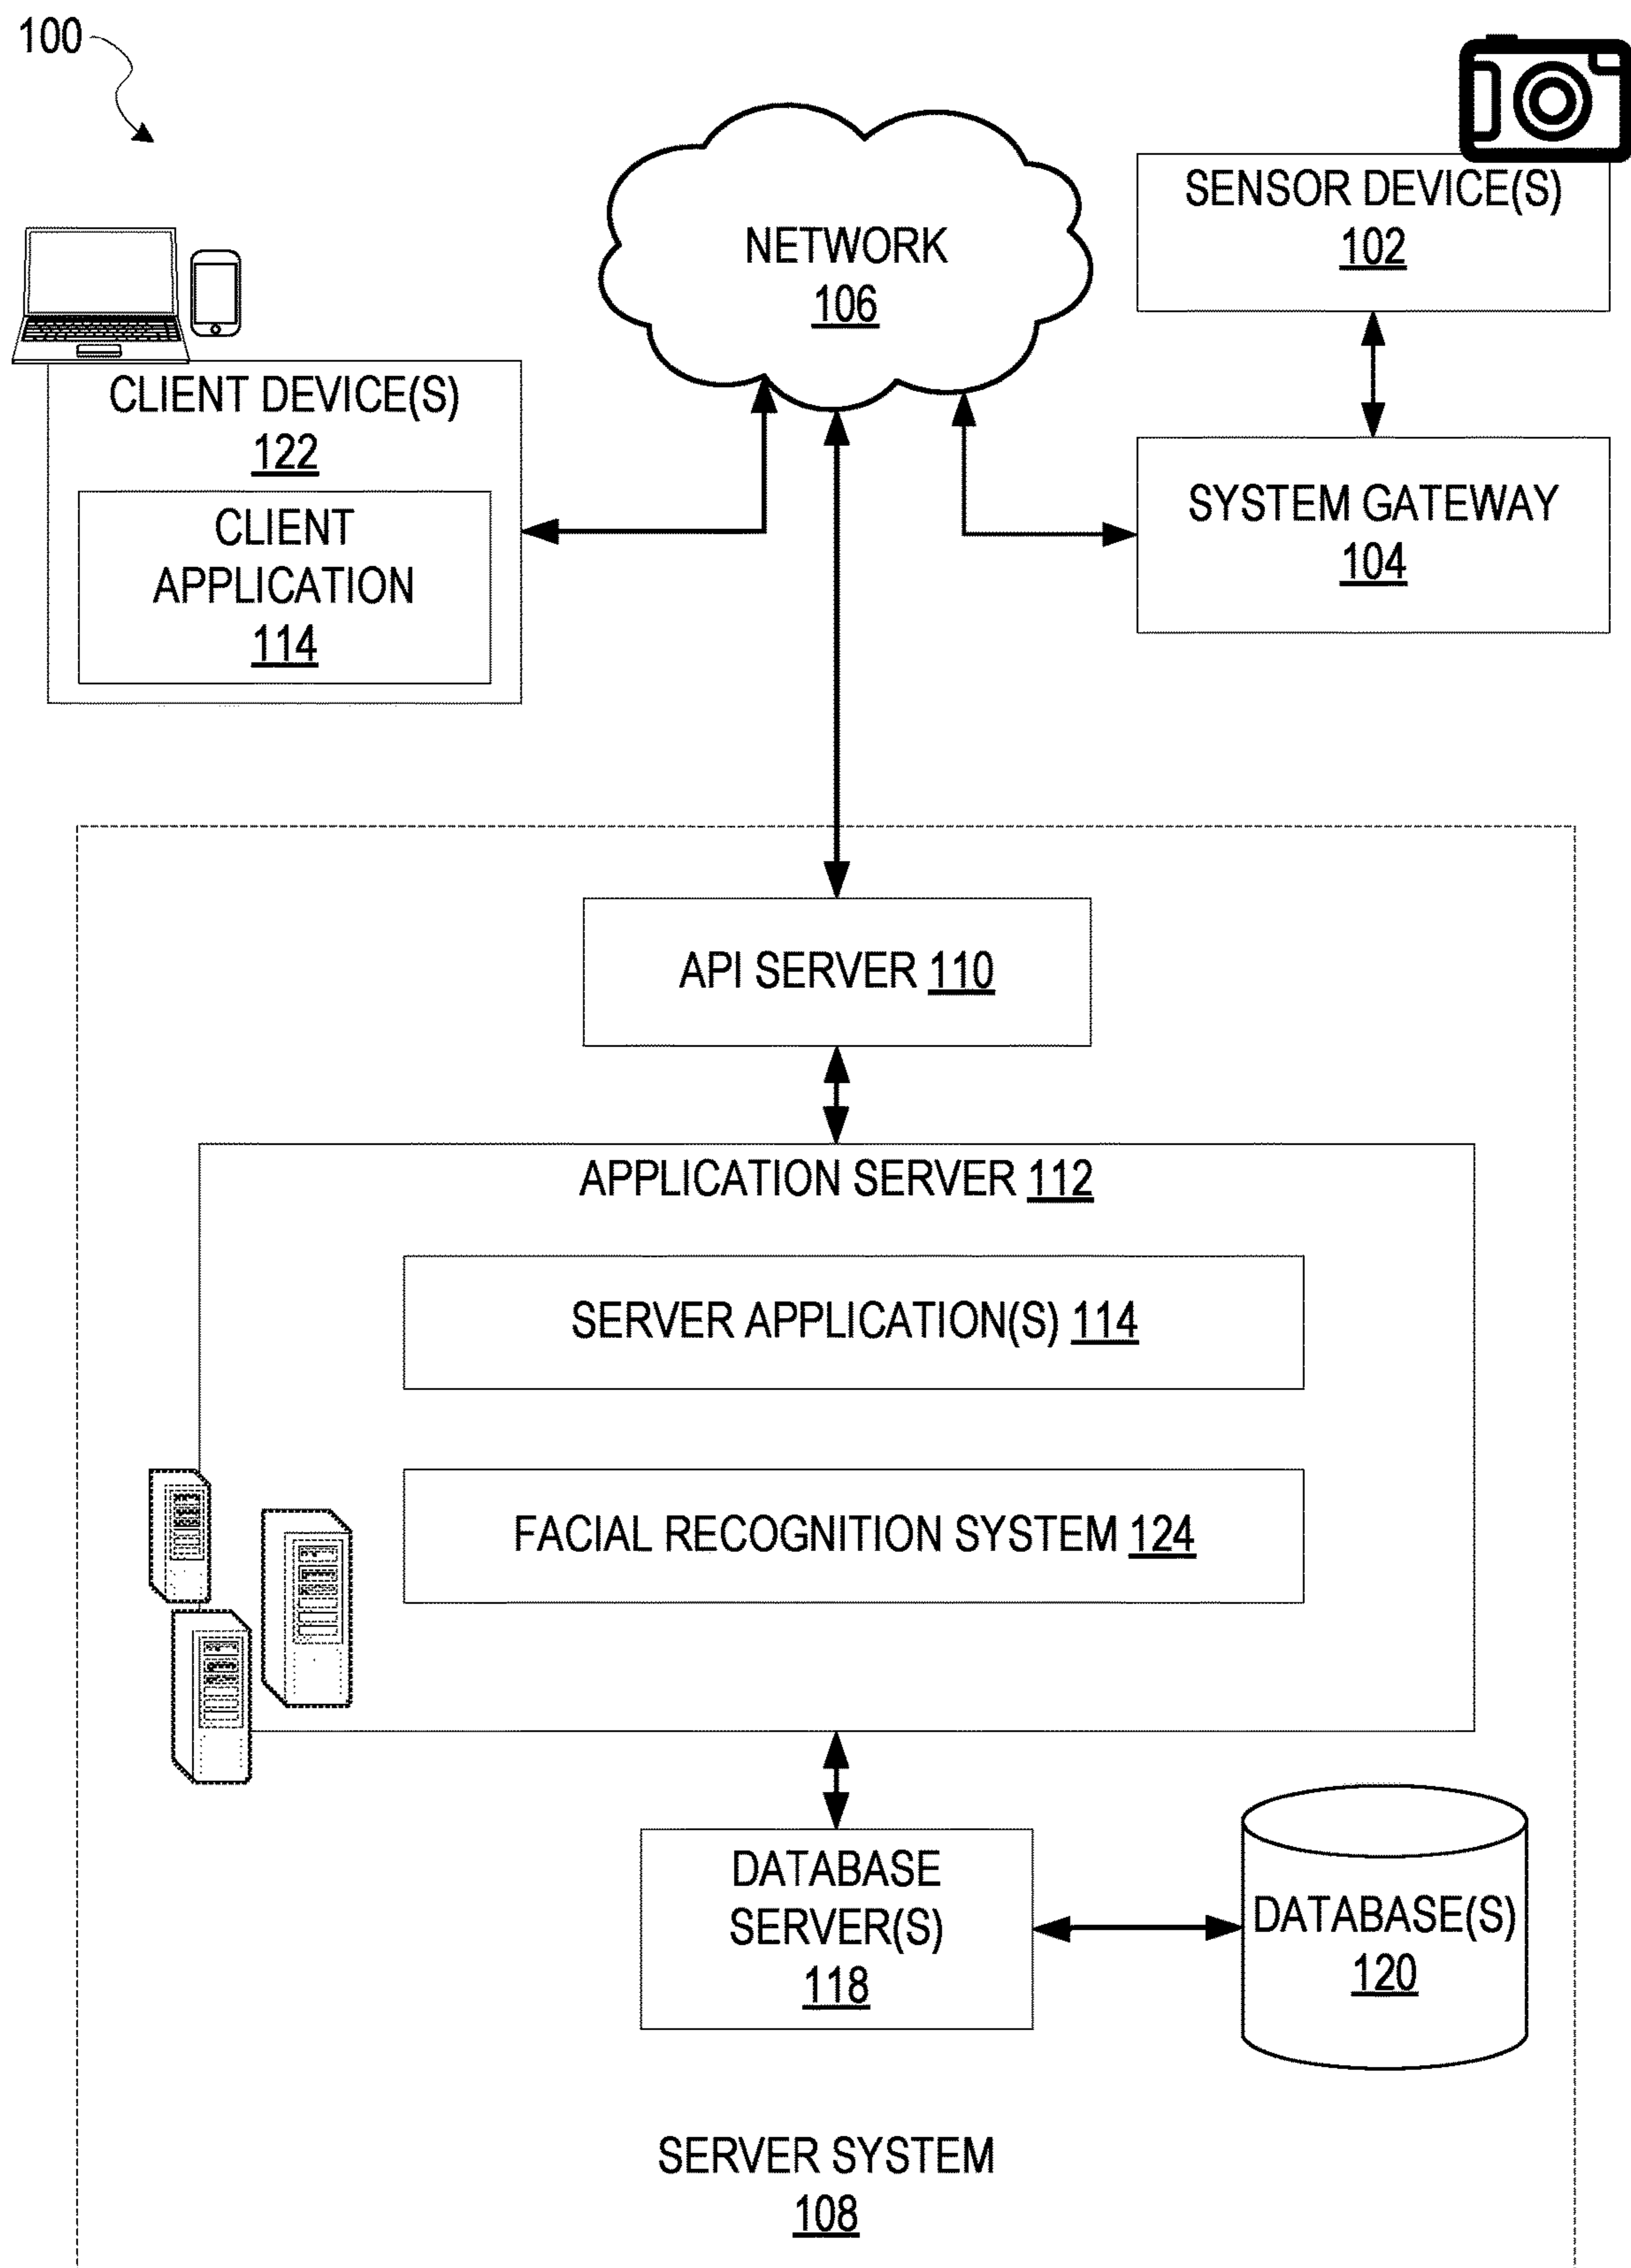 100
SENSOR DEVICE(S)
102
NETWORK
106
CLIENT DEVICE(S)
122
CLIENT
APPLICATION
114
SYSTEM GATEWAY
104
API SERVER 110
APPLICATION SERVER 112
SERVER APPLICATION(S) 114
FACIAL RECOGNITION SYSTEM 124
DATABASE
SERVER(S)
118
DATABASE(S)
120
SERVER SYSTEM
108